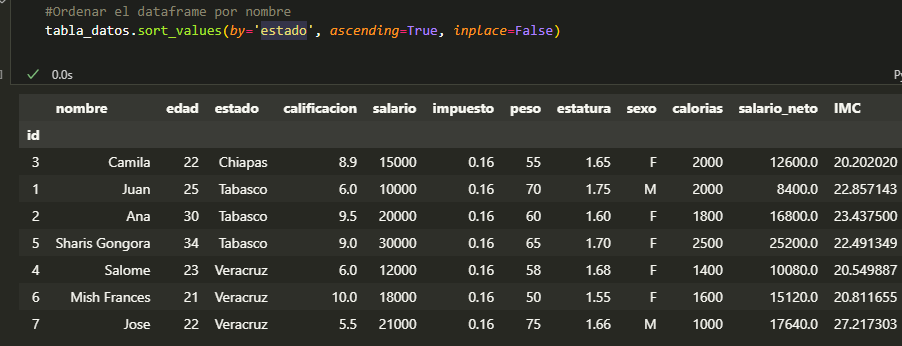 #Ordenar el dataframe por nombre
tabla_datos.sort_values(by='estado', ascending=True, inplace=False)
0.0s
nombre edad estado calificacion salario impuesto peso estatura sexo calorias salario_neto IMC
id
3 Camila 22 Chiapas 8.9 15000 0.16 55 1.65 F 2000 12600.0 20.202020
1 Juan 25 Tabasco 6.0 10000 0.16 70 1.75 M 2000 8400.0 22.857143
2 Ana 30 Tabasco 9.5 20000 0.16 60 1.60 F 1800 16800.0 23.437500
5 Sharis Gongora 34 Tabasco 9.0 30000 0.16 65 1.70 F 2500 25200.0 22.491349
4 Salome 23 Veracruz 6.0 12000 0.16 58 1.68 F 1400 10080.0 20.549887
6 Mish Frances 21 Veracruz 10.0 18000 0.16 50 1.55 F 1600 15120.0 20.811655
7 Jose 22 Veracruz 5.5 21000 0.16 75 1.66 M 1000 17640.0 27.217303